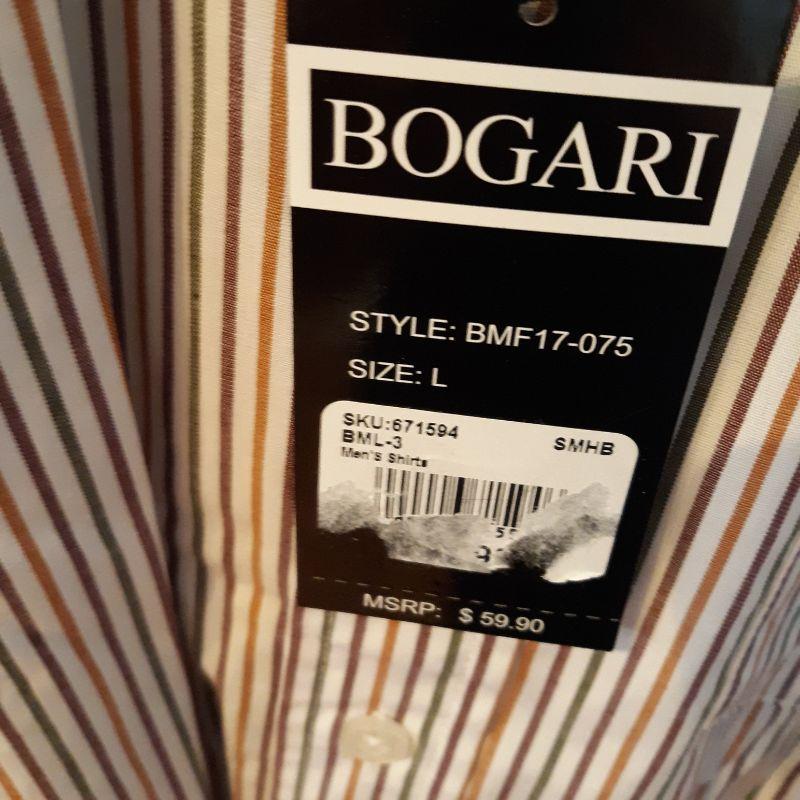 BOGARI
STYLE: BMF17-075
SIZE: L
SKU:671594
SMHB
BML-3
Men's Shirts
MSRP: $ 59.90